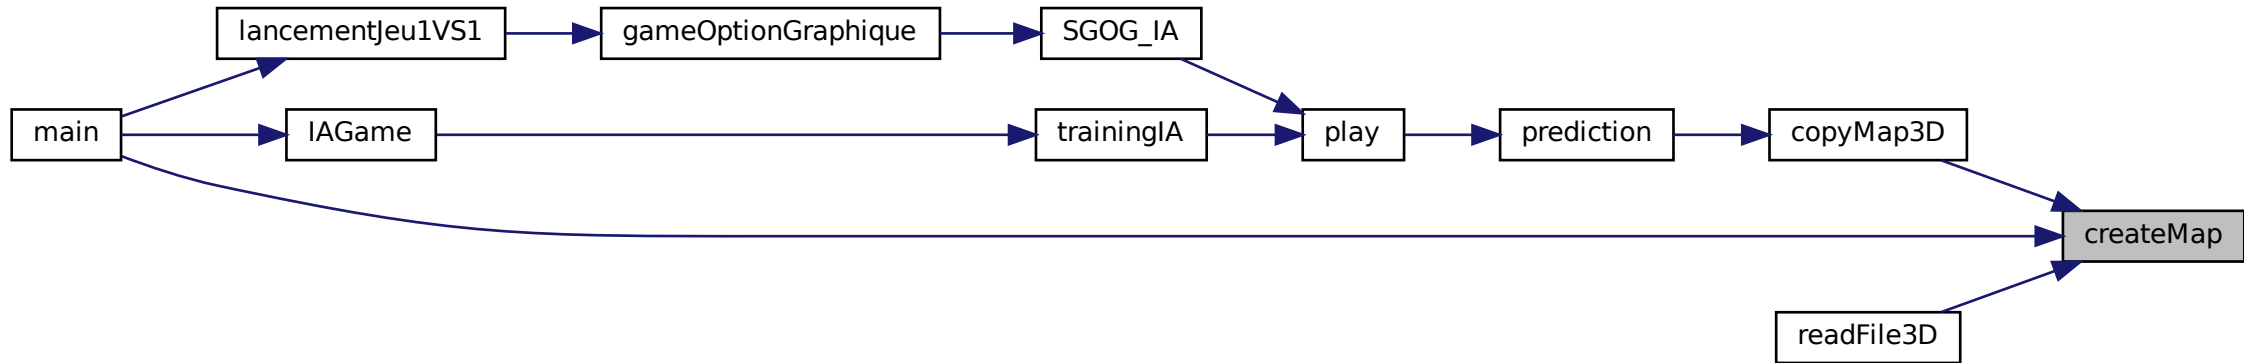 lancementJeu1VS1
gameOptionGraphique
SGOG_IA
main
IAGame
trainingIA
play
prediction
copyMap3D
createMap
readFile3D